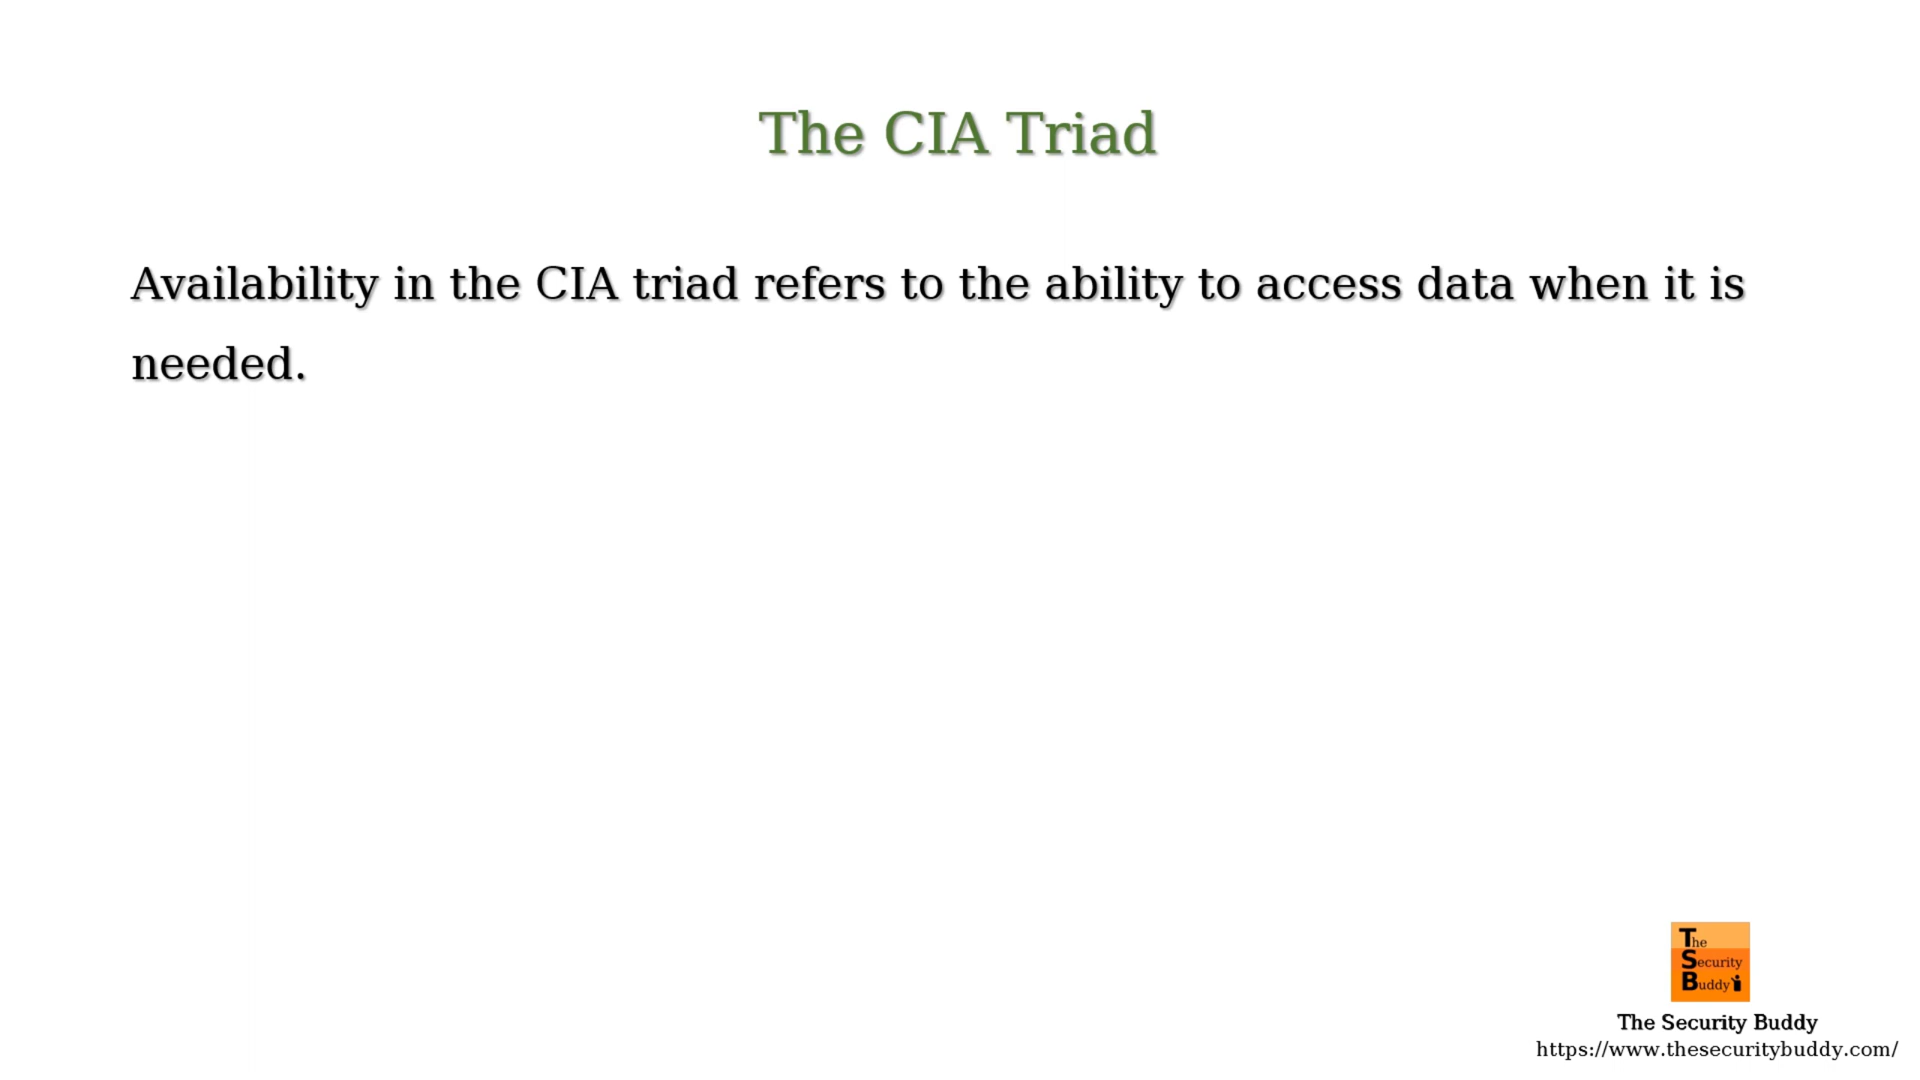 The CIA Triad
Availability in the CIA triad refers to the ability to access data when it is
needed.
The
Security
Buddy
The Security Buddy
https://www.thesecuritybuddy.com/